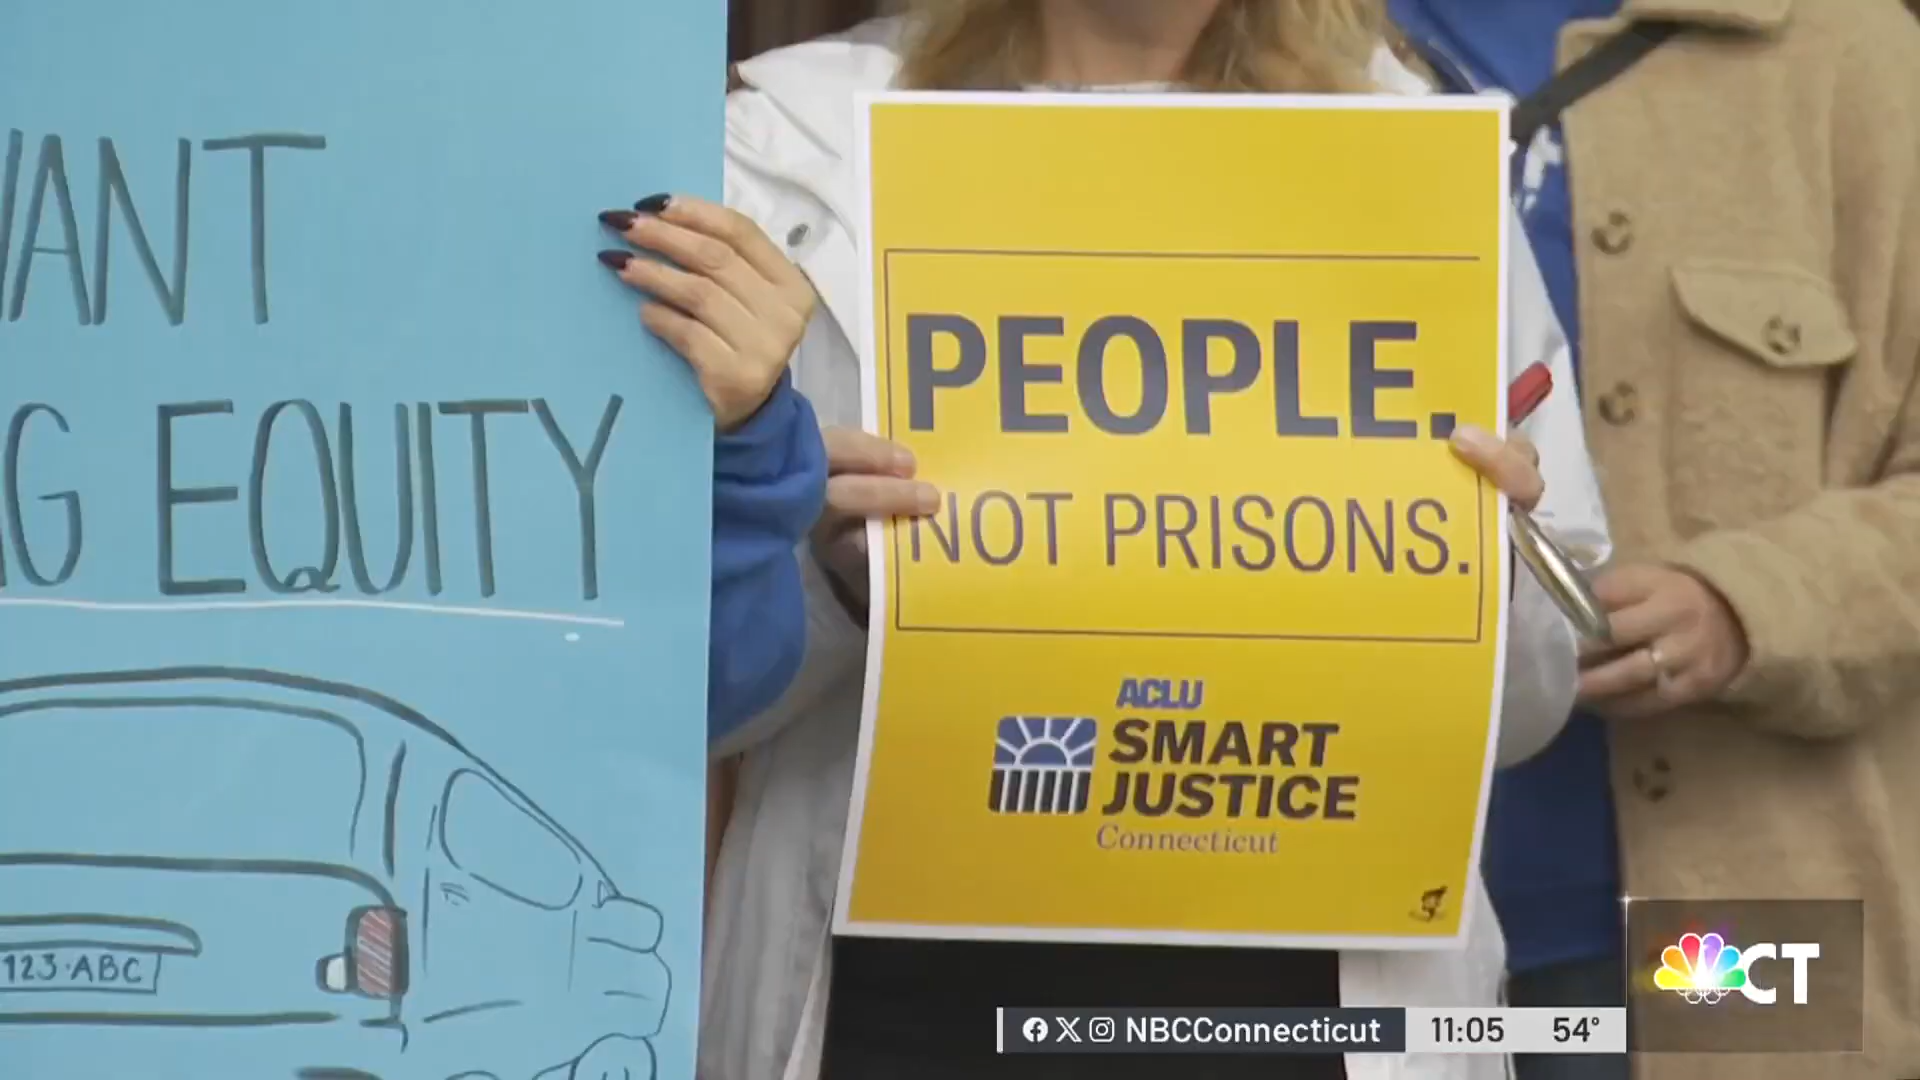 ANT
G EQUITY
123·ABC
PEOPLE.
NOT PRISONS.
ACLU
SMART
JUSTICE
Connecticut
CT
NBCConnecticut
11:05
54°